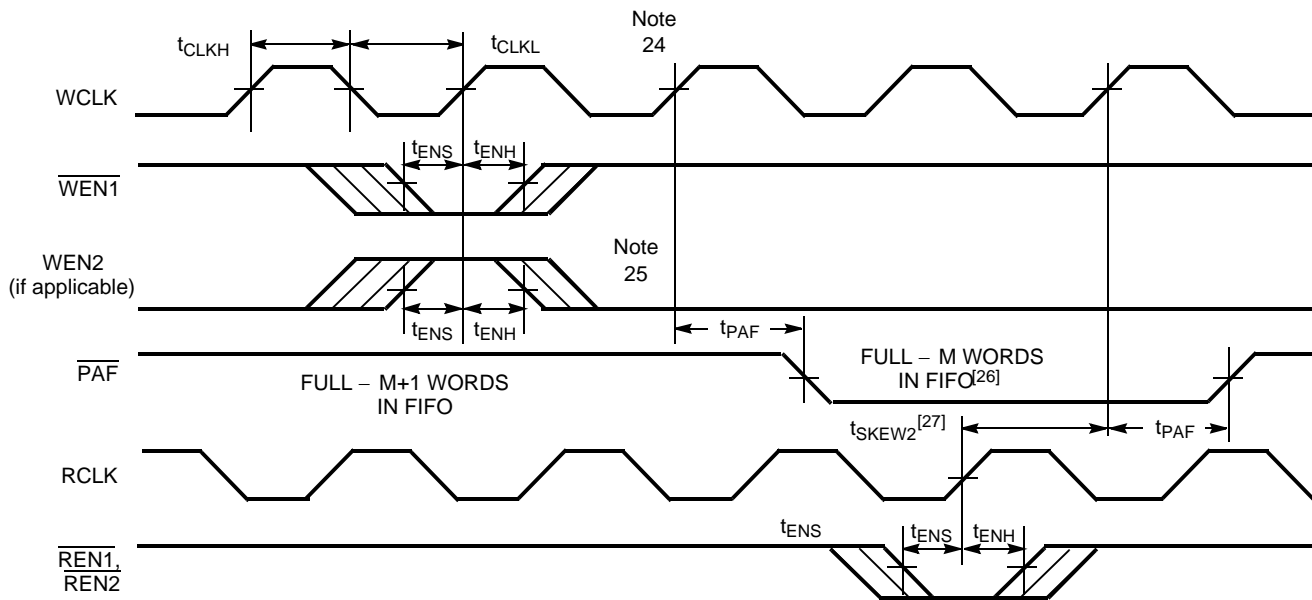 Note
24
tCLKH
tCLKL
WCLK
tENS
tENH
WEN1
WEN2
(if applicable)
Note
25
tENS
tENH
tPAF
PAF
FULL – M+1 WORDS
IN FIFO
FULL – M WORDS
IN FIFO[26]
tSKEW2[27]
tPAF
RCLK
tENS
tENS
tENH
REN1,
REN2